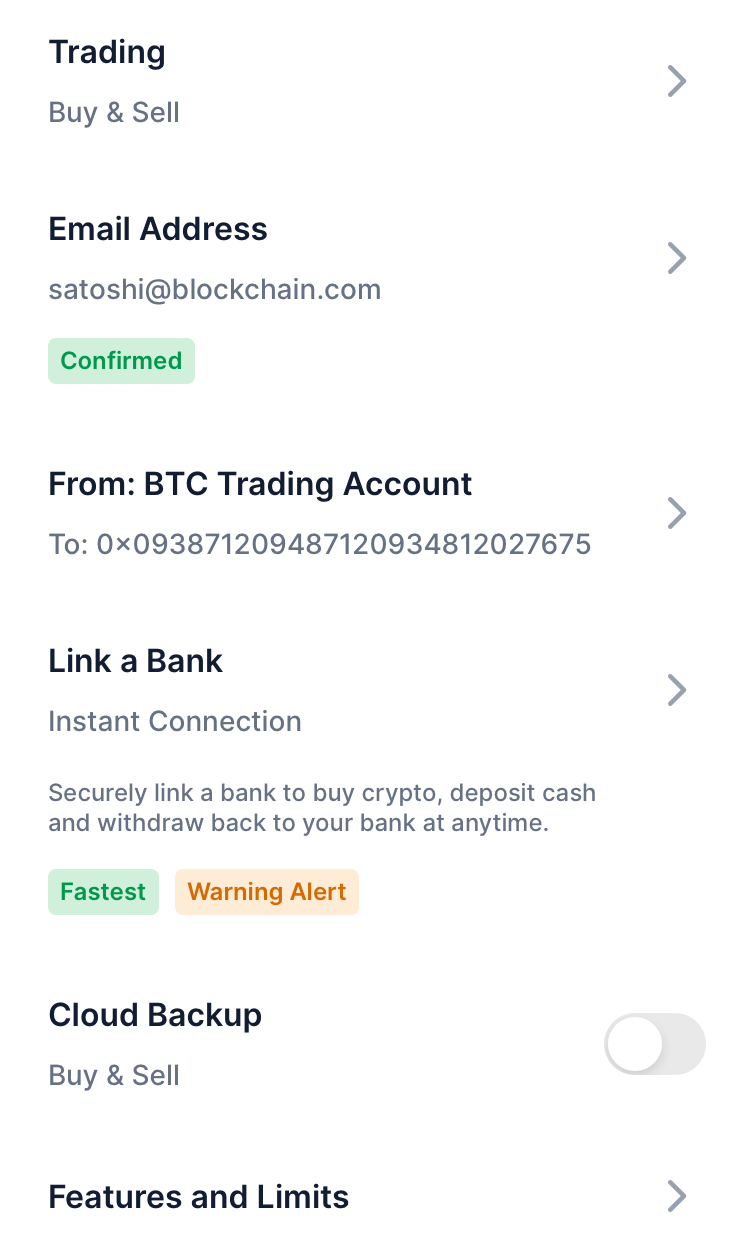 Trading
Buy & Sell
Email Address
satoshi@blockchain.com
Confirmed
From: BTC Trading Account
To: 0×093871209487120934812027675
Link a Bank
Instant Connection
Securely link a bank to buy crypto, deposit cash
and withdraw back to your bank at anytime.
Fastest Warning Alert
Cloud Backup
Buy & Sell
Features and Limits